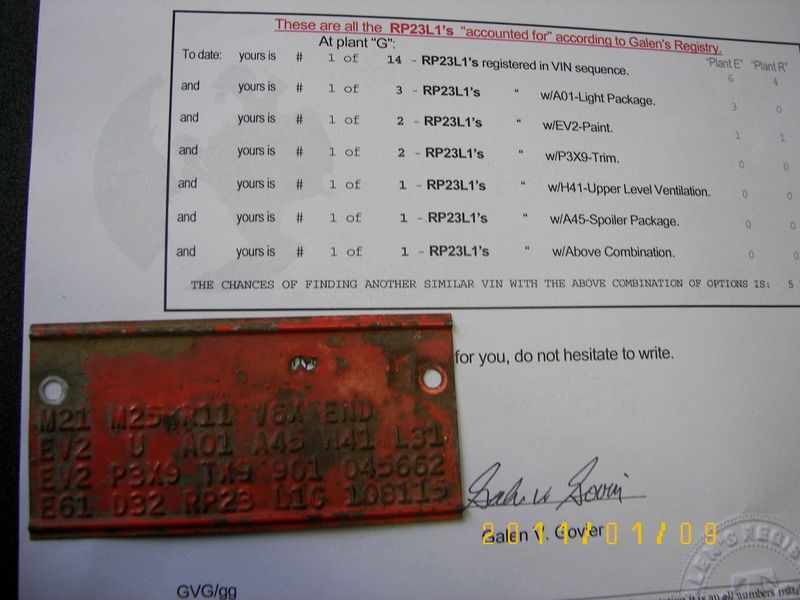 These are all the RP23L1's "accounted for" according to Galen's Registry.
At plant "G": "Plant E" "Plant R"
To date: yours is # 1 of 14 - RP23L1's registered in VIN sequence. 6 4
and yours is # 1 of 3 - RP23L1's " w/A01-Light Package. 3 0
and yours is # 1 of 2 - RP23L1's " w/EV2-Paint. 1 1
and yours is # 1 of 2 - RP23L1's " w/P3X9-Trim. 0 0
and yours is # 1 of 1 - RP23L1's " w/H41-Upper Level Ventilation. 0 0
and yours is # 1 of 1 - RP23L1's " w/A45-Spoiler Package. 0 0
and yours is # 1 of 1 - RP23L1's " w/Above Combination. 0 0
THE CHANCES OF FINDING ANOTHER SIMILAR VIN WITH THE ABOVE COMBINATION OF OPTIONS IS: 5
for you, do not hesitate to write.
M21 M25 R11 V6X END
EV2 U A01 A45 H41 L31
EV2 P3X9 TX9 901 045662
E61 D32 RP23 L1G 108115
Galen V. Govier
Galen V. Govier
2011/01/09
GVG/gg
all numbers